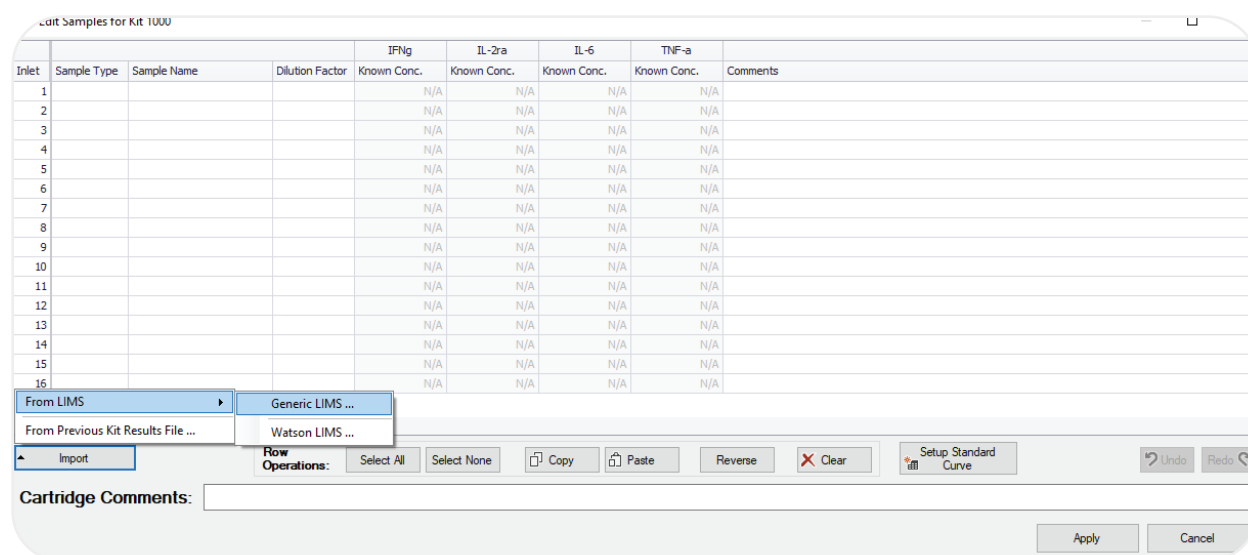 Edit Samples for Kit 1000
IFNg IL-2ra IL-6 TNF-a
Inlet Sample Type Sample Name Dilution Factor Known Conc. Known Conc. Known Conc. Known Conc. Comments
1 N/A N/A N/A N/A
2 N/A N/A N/A N/A
3 N/A N/A N/A N/A
4 N/A N/A N/A N/A
5 N/A N/A N/A N/A
6 N/A N/A N/A N/A
7 N/A N/A N/A N/A
8 N/A N/A N/A N/A
9 N/A N/A N/A N/A
10 N/A N/A N/A N/A
11 N/A N/A N/A N/A
12 N/A N/A N/A N/A
13 N/A N/A N/A N/A
14 N/A N/A N/A N/A
15 N/A N/A N/A N/A
16 N/A N/A N/A N/A
From LIMS Generic LIMS ...
From Previous Kit Results File ... Watson LIMS ...
Import Row Operations: Select All Select None Copy Paste Reverse Clear Setup Standard Curve Undo Redo
Cartridge Comments:
Apply Cancel